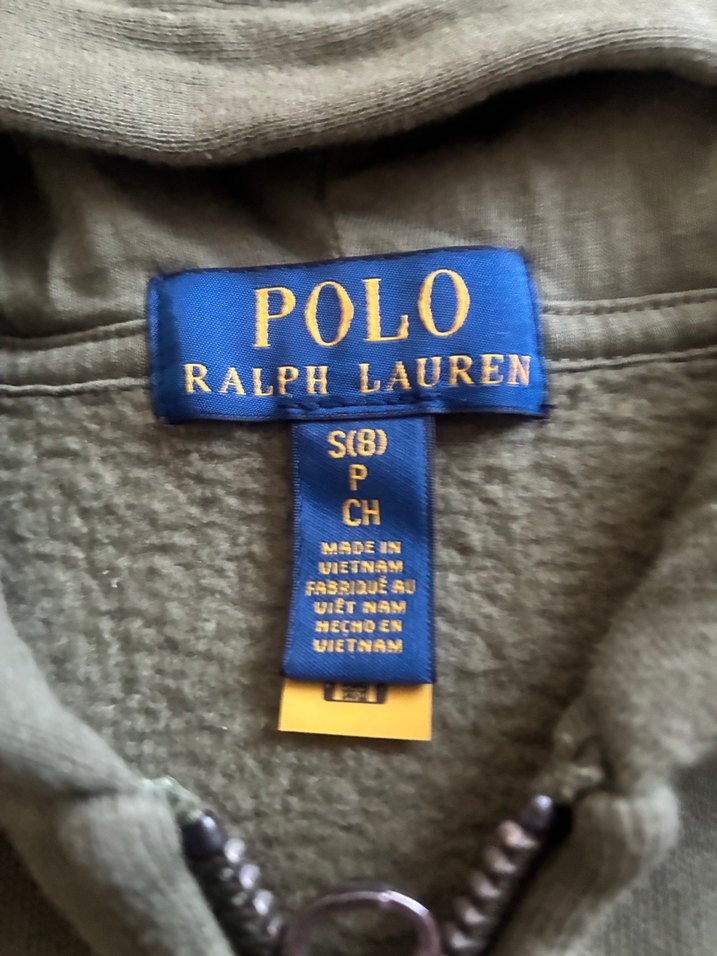 POLO
RALPH LAUREN
S(8)
P
CH
MADE IN
VIETNAM
FABRIQUÉ AU
VIÊT NAM
HECHO EN
VIETNAM